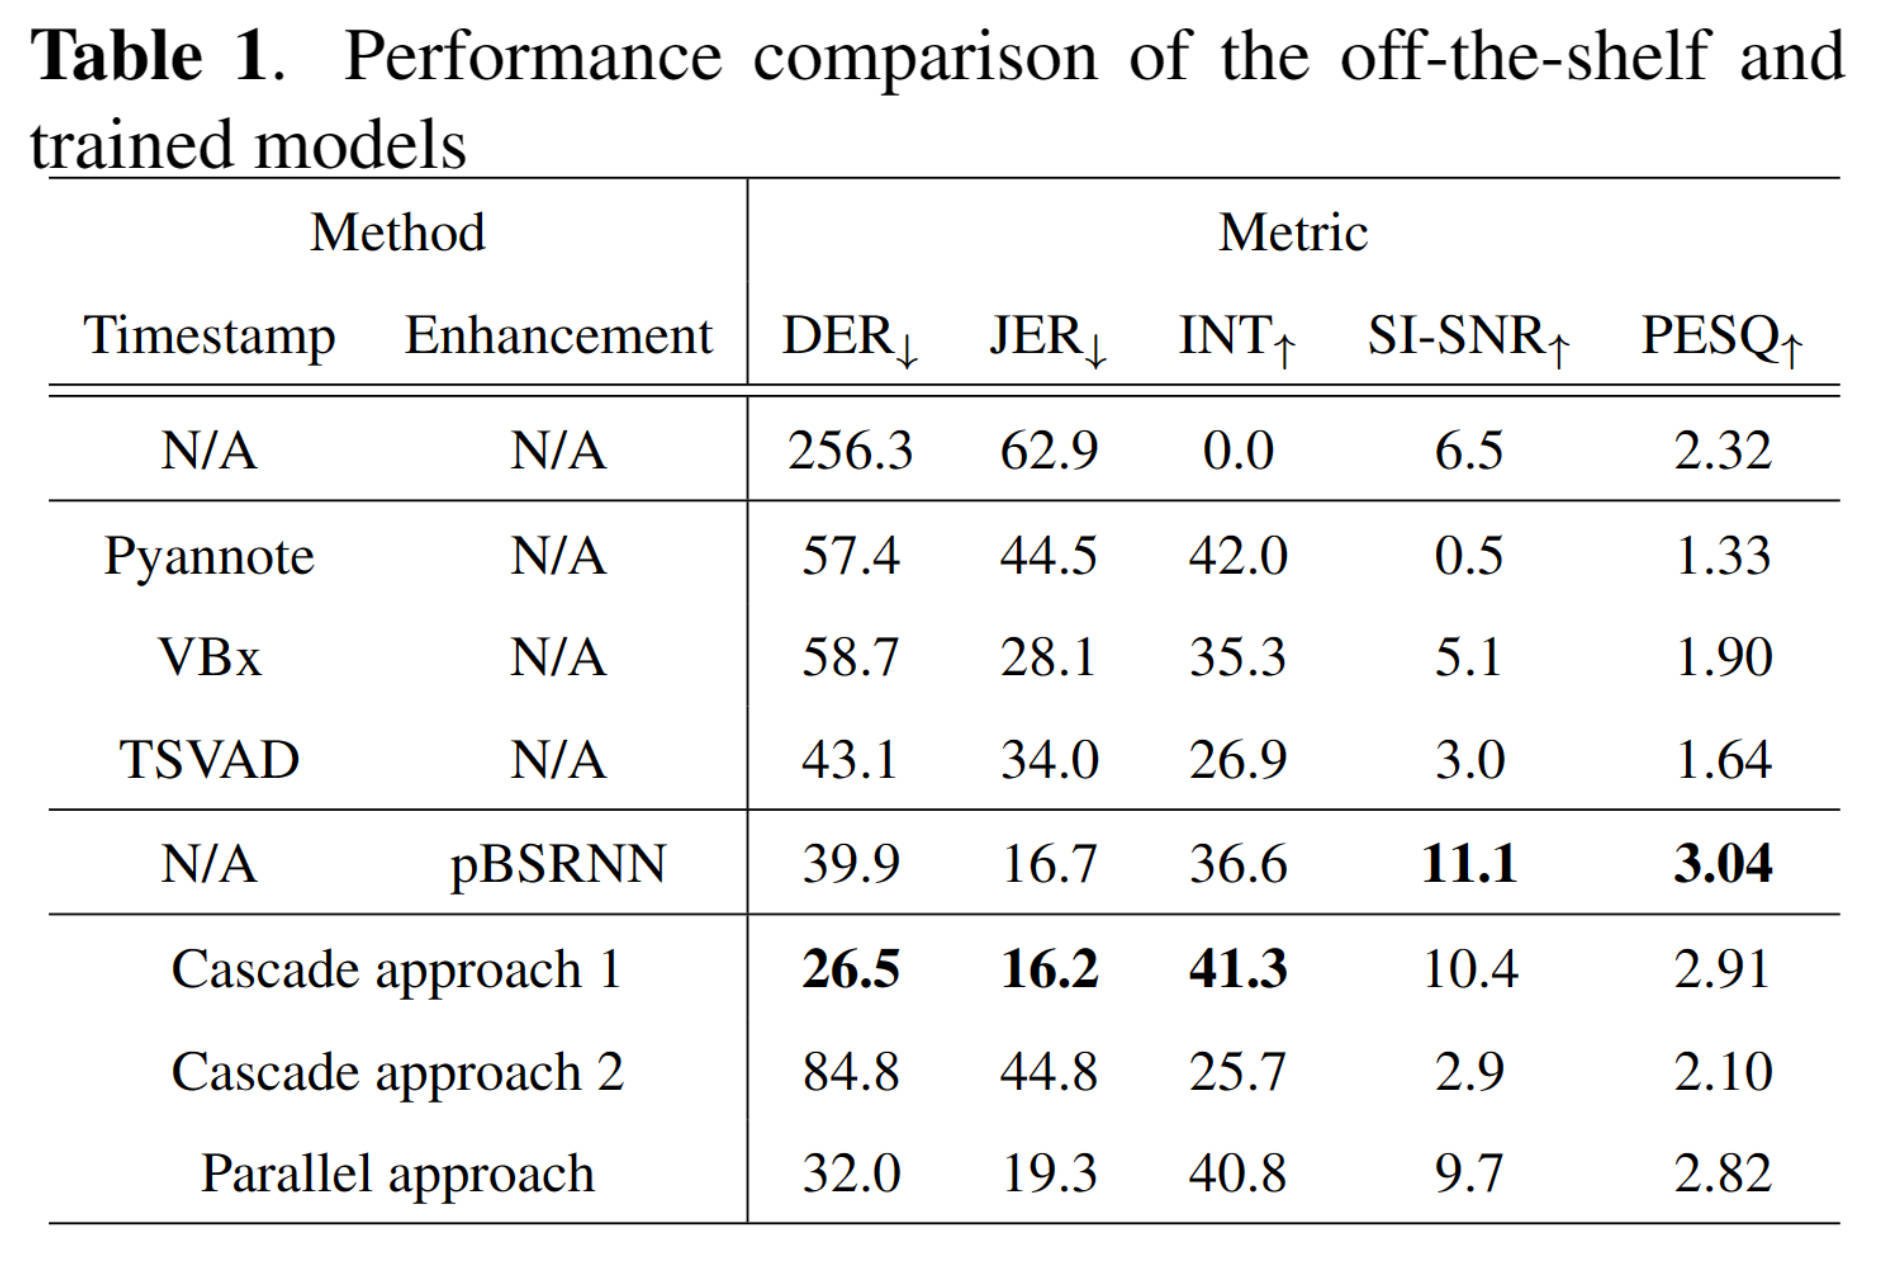 Table 1. Performance comparison of the off-the-shelf and
trained models
Method Metric
Timestamp Enhancement DER↓ JER↓ INT↑ SI-SNR↑ PESQ↑
N/A N/A 256.3 62.9 0.0 6.5 2.32
Pyannote N/A 57.4 44.5 42.0 0.5 1.33
VBx N/A 58.7 28.1 35.3 5.1 1.90
TSVAD N/A 43.1 34.0 26.9 3.0 1.64
N/A pBSRNN 39.9 16.7 36.6 11.1 3.04
Cascade approach 1 26.5 16.2 41.3 10.4 2.91
Cascade approach 2 84.8 44.8 25.7 2.9 2.10
Parallel approach 32.0 19.3 40.8 9.7 2.82